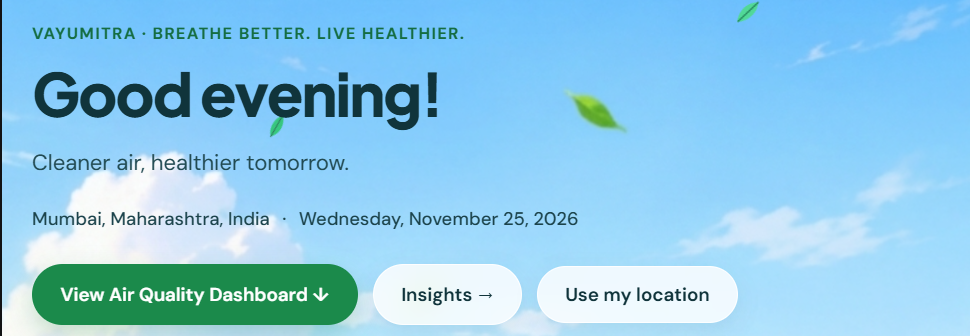 VAYUMITRA · BREATHE BETTER. LIVE HEALTHIER.
Good evening!
Cleaner air, healthier tomorrow.
Mumbai, Maharashtra, India · Wednesday, November 25, 2026
View Air Quality Dashboard ↓ Insights → Use my location